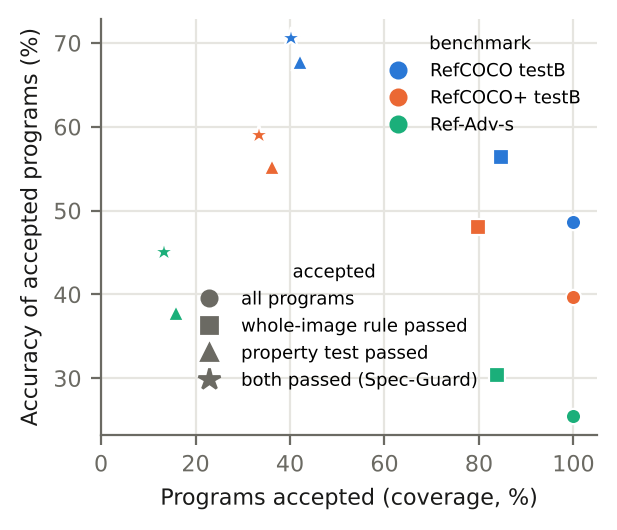 Accuracy of accepted programs (%)
70
60
50
40
30
benchmark
RefCOCO testB
RefCOCO+ testB
Ref-Adv-s
accepted
all programs
whole-image rule passed
property test passed
both passed (Spec-Guard)
0 20 40 60 80 100
Programs accepted (coverage, %)